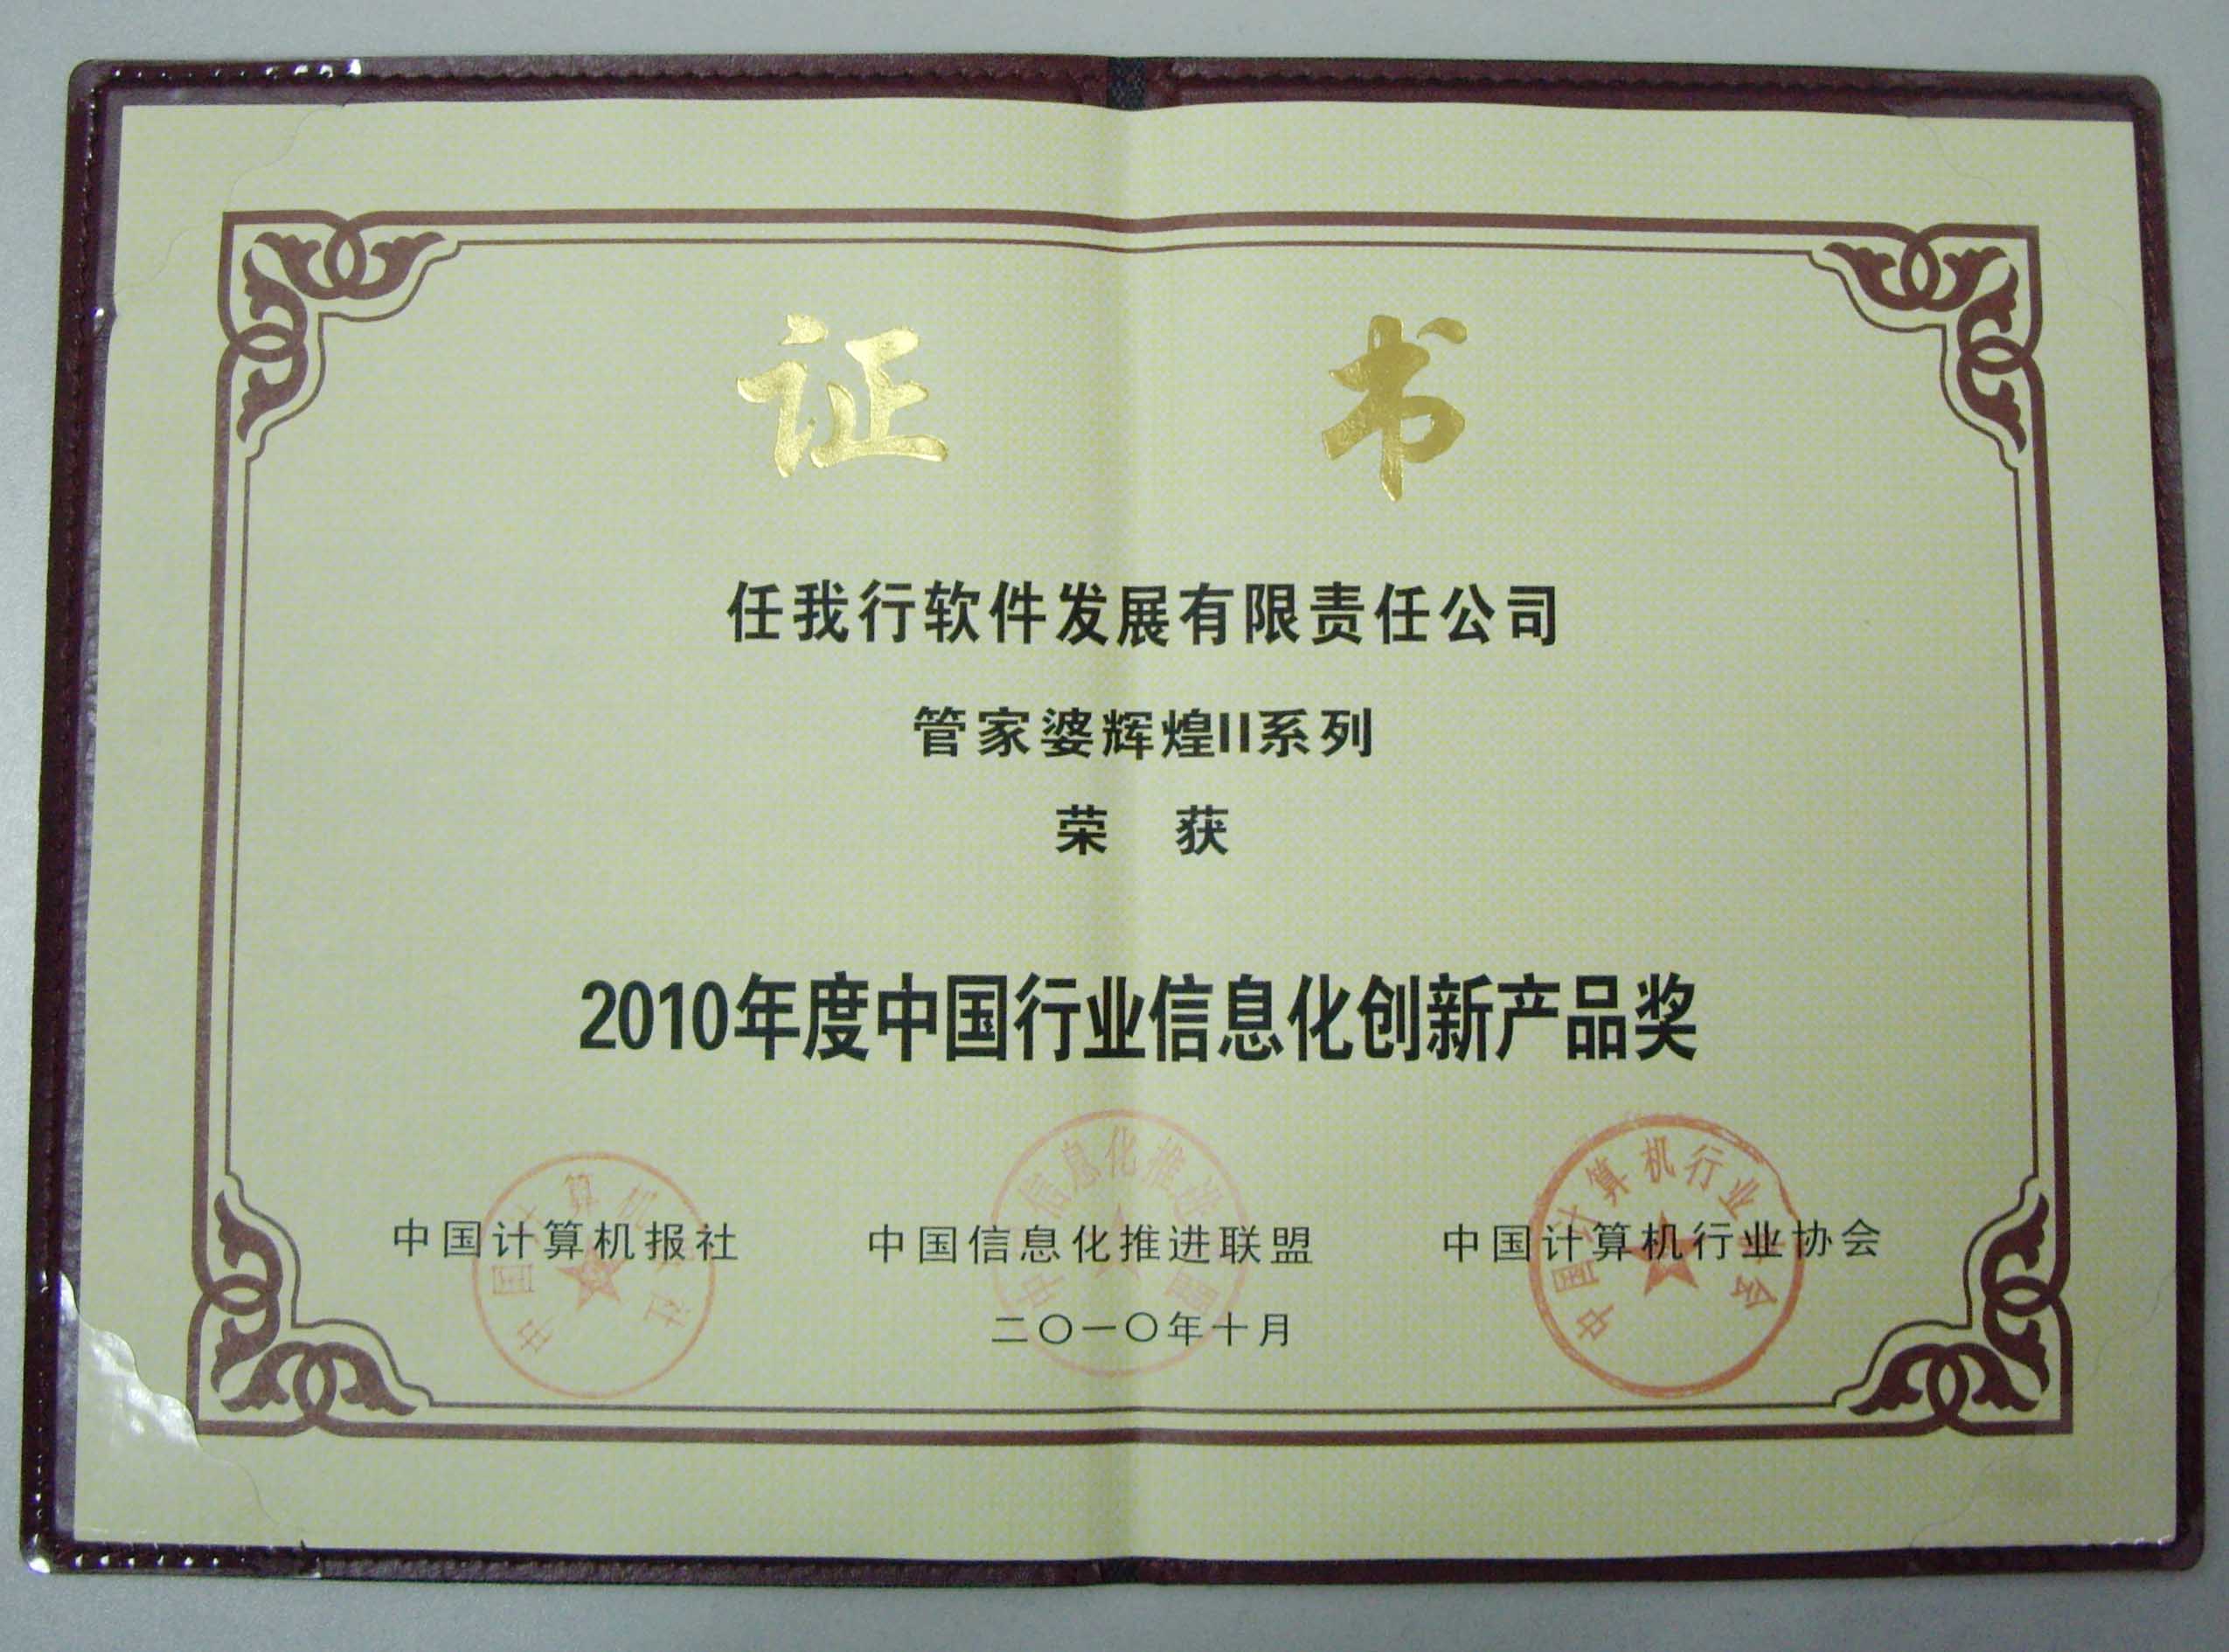 证 书
任我行软件发展有限责任公司
管家婆辉煌II系列
荣 获
2010年度中国行业信息化创新产品奖
中国计算机报社 中国信息化推进联盟 中国计算机行业协会
二〇一〇年十月